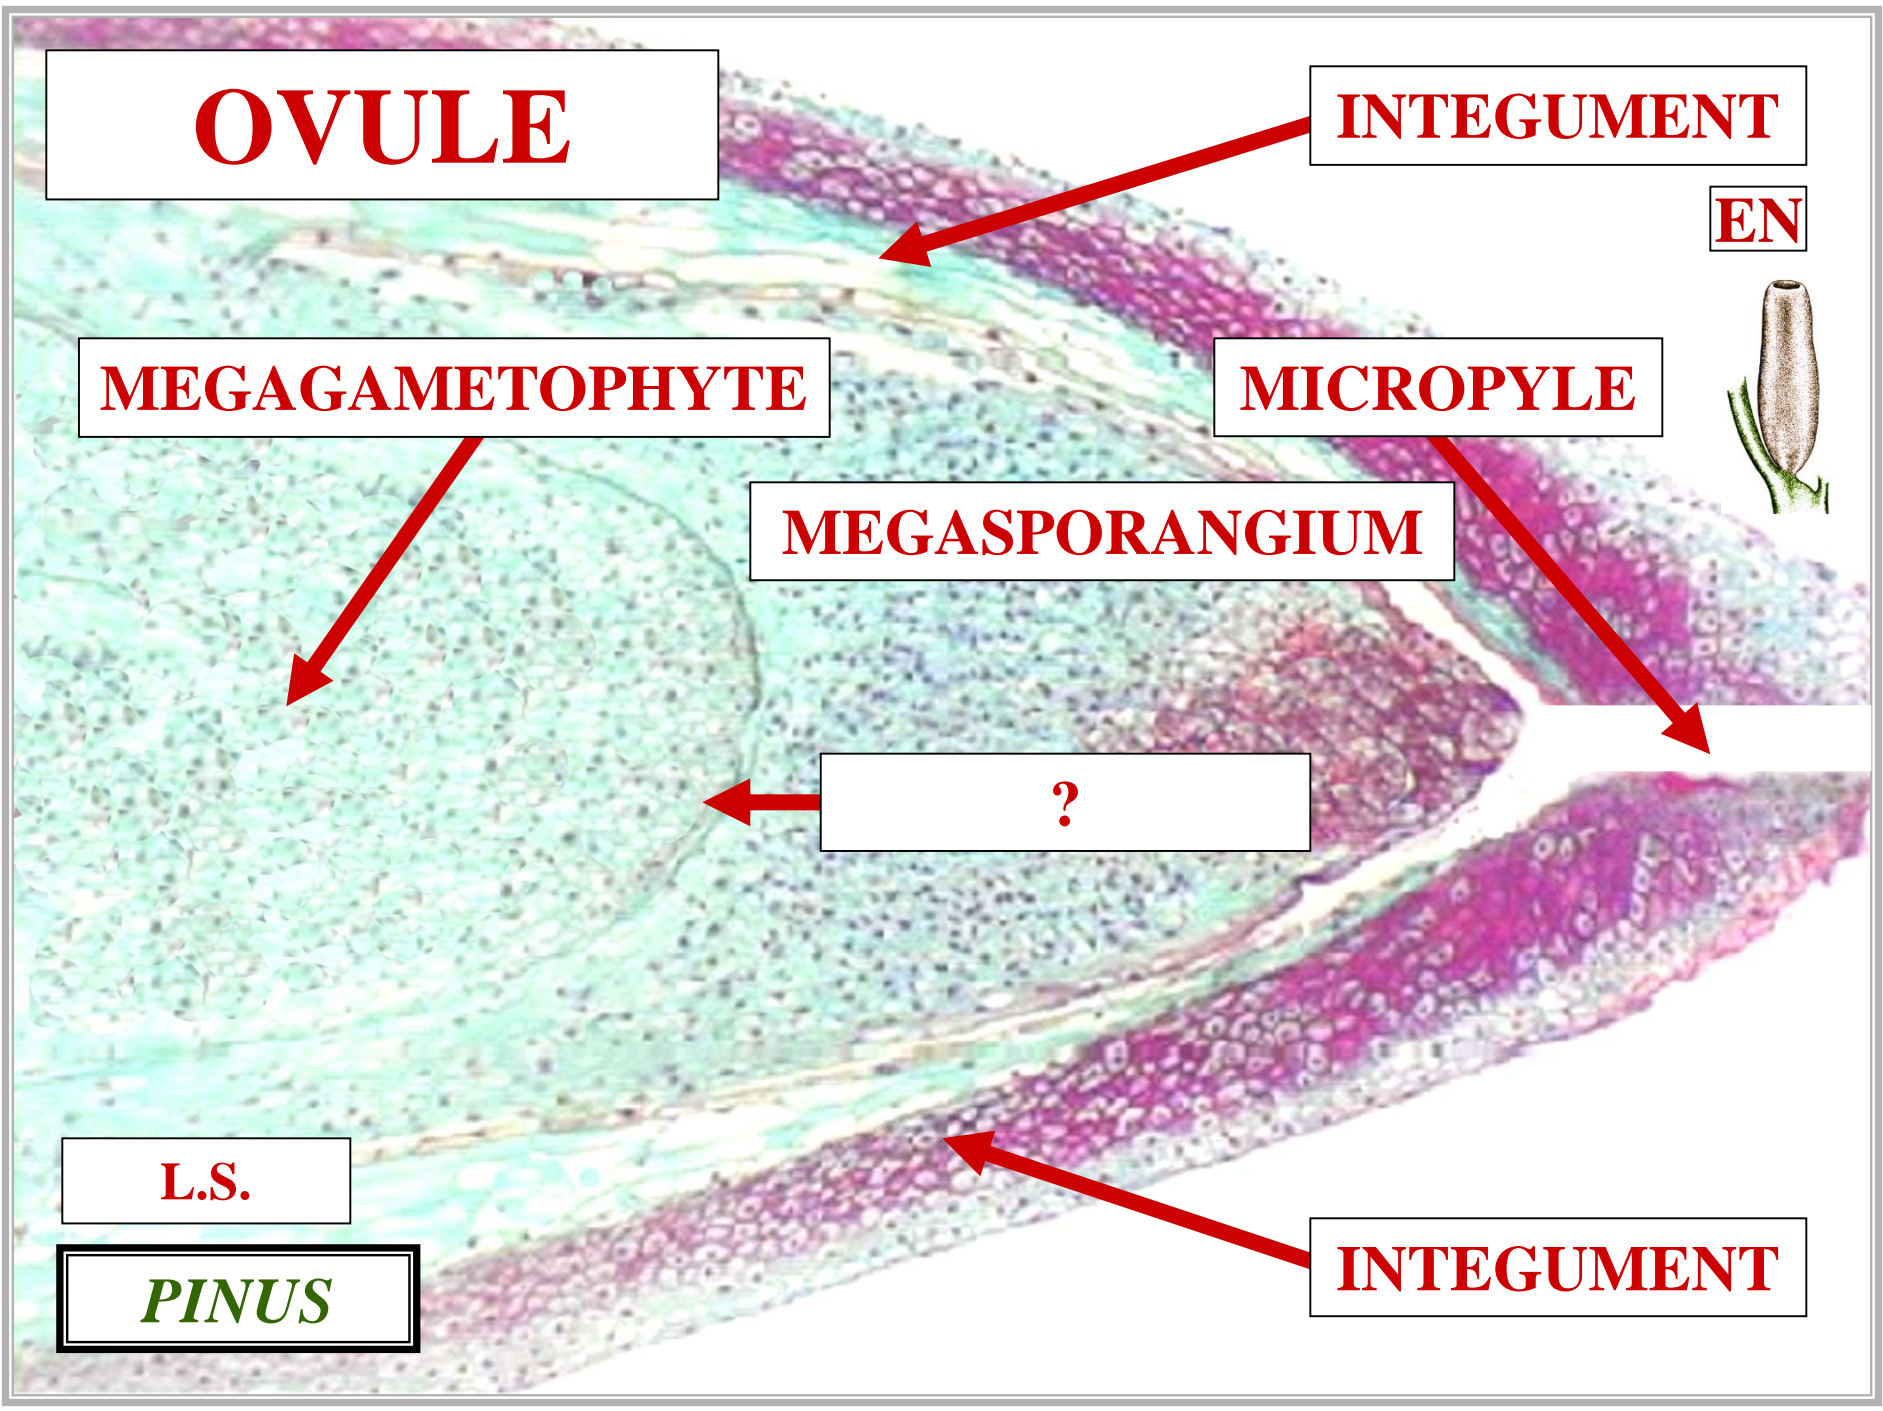 OVULE
INTEGUMENT
EN
MEGAGAMETOPHYTE
MICROPYLE
MEGASPORANGIUM
?
L.S.
INTEGUMENT
PINUS